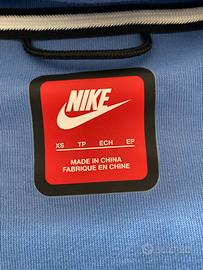 NIKE
XS TP ECH EP
MADE IN CHINA
FABRIQUE EN CHINE